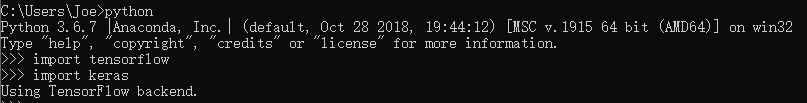 C:\Users\Joe>python
Python 3.6.7 |Anaconda, Inc.| (default, Oct 28 2018, 19:44:12) [MSC v.1915 64 bit (AMD64)] on win32
Type "help", "copyright", "credits" or "license" for more information.
>>> import tensorflow
>>> import keras
Using TensorFlow backend.
>>>